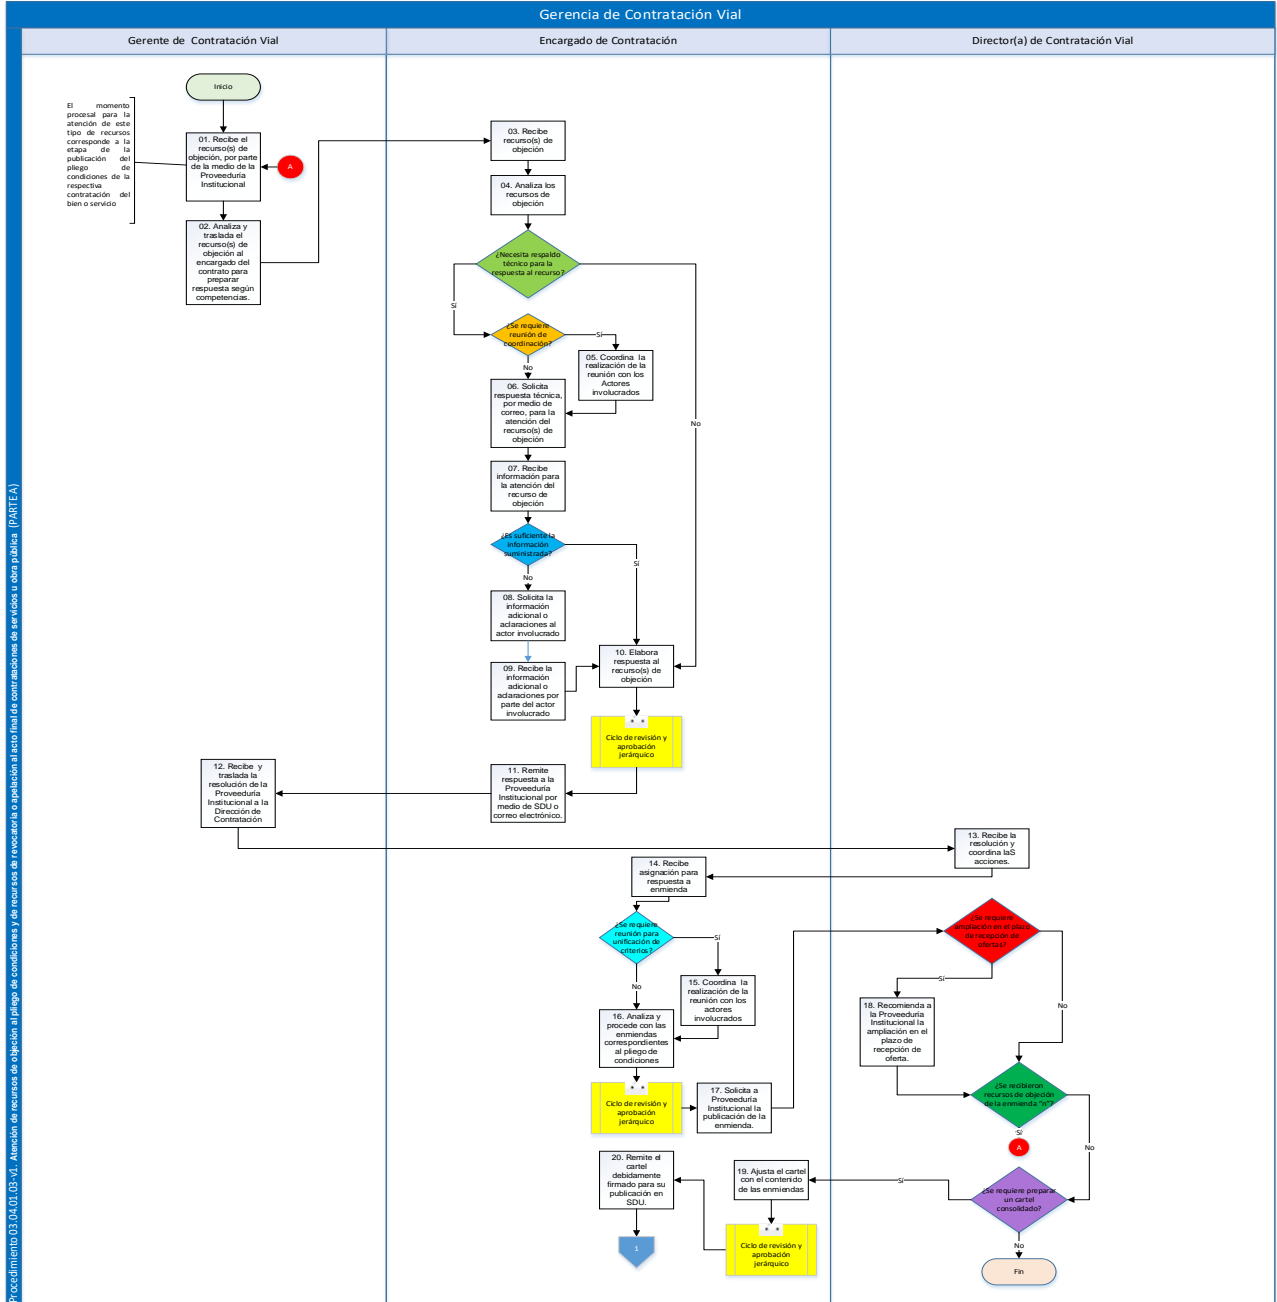 Gerencia de Contratación Vial
Gerente de Contratación Vial
Encargado de Contratación
Director(a) de Contratación Vial
Procedimiento 03.04.01.03-v1. Atención de recursos de objeción al pliego de condiciones y de recursos de revocatoria o apelación al acto final de contrataciones de servicios u obra pública (PARTE A)
Inicio
El momento
procesal para la
atención de este
tipo de recursos
corresponde a la
etapa de la
publicación del
pliego de
condiciones de la
respectiva
contratación del
bien o servicio
01. Recibe el
recurso(s) de
objeción, por parte
de la medio de la
Proveeduría
Institucional
A
02. Analiza y
traslada el
recurso(s) de
objeción al
encargado del
contrato para
preparar
respuesta según
competencias.
03. Recibe
recurso(s) de
objeción
04. Analiza los
recursos de
objeción
¿Necesita respaldo
técnico para la
respuesta al recurso?
Sí
No
¿Se requiere
reunión de
coordinación?
Sí
No
05. Coordina la
realización de la
reunión con los
Actores
involucrados
06. Solicita
respuesta técnica,
por medio de
correo, para la
atención del
recurso(s) de
objeción
07. Recibe
información para
la atención del
recurso de
objeción
¿Es suficiente la
información
suministrada?
Sí
No
08. Solicita la
información
adicional o
aclaraciones al
actor involucrado
09. Recibe la
información
adicional o
aclaraciones por
parte del actor
involucrado
10. Elabora
respuesta al
recurso(s) de
objeción
Ciclo de revisión y
aprobación
jerárquico
11. Remite
respuesta a la
Proveeduría
Institucional por
medio de SDU o
correo electrónico.
12. Recibe y
traslada la
resolución de la
Proveeduría
Institucional a la
Dirección de
Contratación
13. Recibe la
resolución y
coordina laS
acciones.
14. Recibe
asignación para
respuesta a
enmienda
¿Se requiere
reunión para
unificación de
criterios?
Sí
No
15. Coordina la
realización de la
reunión con los
actores
involucrados
16. Analiza y
procede con las
enmiendas
correspondientes
al pliego de
condiciones
Ciclo de revisión y
aprobación
jerárquico
17. Solicita a
Proveeduría
Institucional la
publicación de la
enmienda.
¿Se requiere
ampliación en el plazo
de recepción de
ofertas?
Sí
No
18. Recomienda a
la Proveeduría
Institucional la
ampliación en el
plazo de
recepción de
oferta.
¿Se recibieron
recursos de objeción
de la enmienda "n"?
Sí
A
No
¿Se requiere preparar
un cartel
consolidado?
Sí
No
Fin
19. Ajusta el cartel
con el contenido
de las enmiendas
Ciclo de revisión y
aprobación
jerárquico
20. Remite el
cartel
debidamente
firmado para su
publicación en
SDU.
1